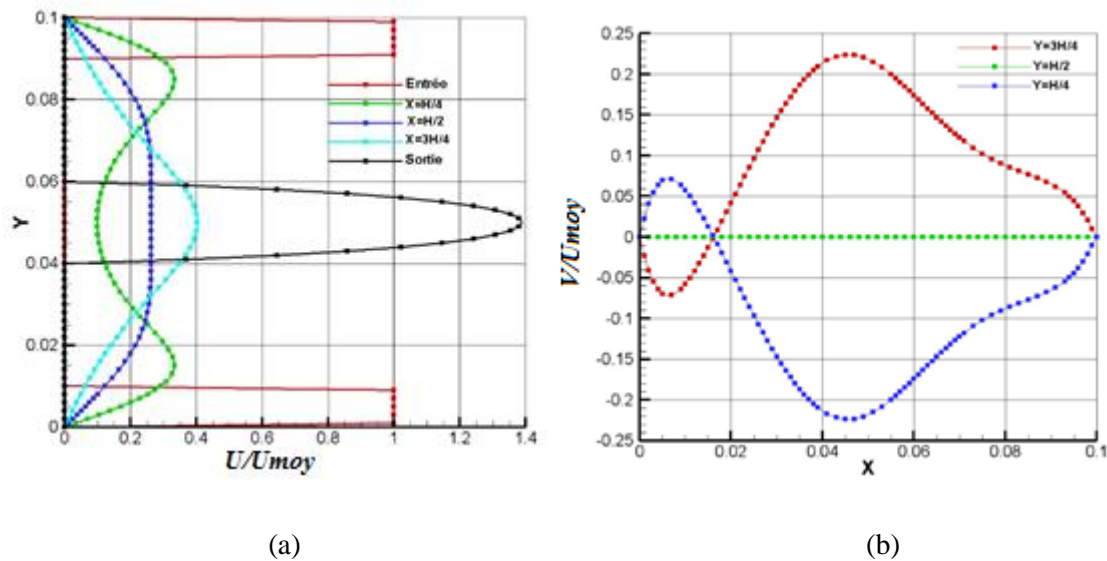 0.1
0.08
0.06
0.04
0.02
0
Y
0
0.2
0.4
0.6
0.8
1
1.2
1.4
U/Umoy
Entrée
X=H/4
X=H/2
X=3H/4
Sortie
(a)
0.25
0.2
0.15
0.1
0.05
0
-0.05
-0.1
-0.15
-0.2
-0.25
V/Umoy
0
0.02
0.04
0.06
0.08
0.1
X
Y=3H/4
Y=H/2
Y=H/4
(b)